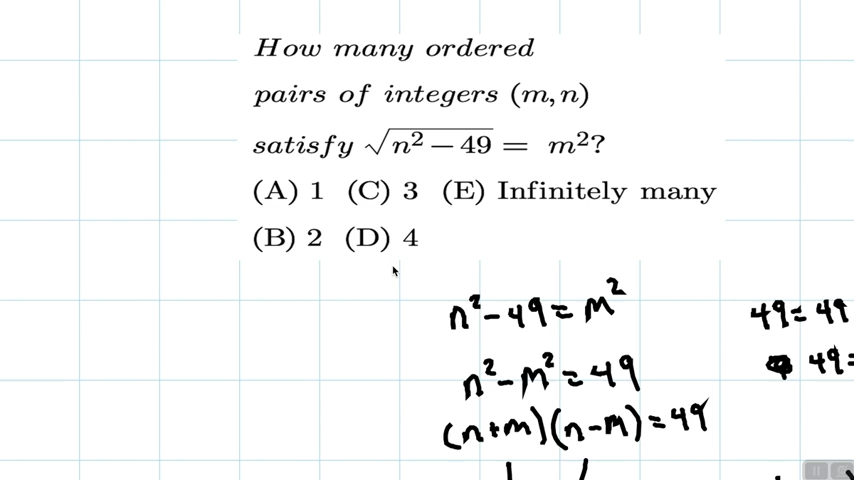 How many ordered
pairs of integers (m, n)
satisfy √n² − 49 = m²?
(A) 1 (C) 3 (E) Infinitely many
(B) 2 (D) 4
n² - 49 = m²
49 = 49
49 =
n² - m² = 49
(n+m)(n-m) = 49